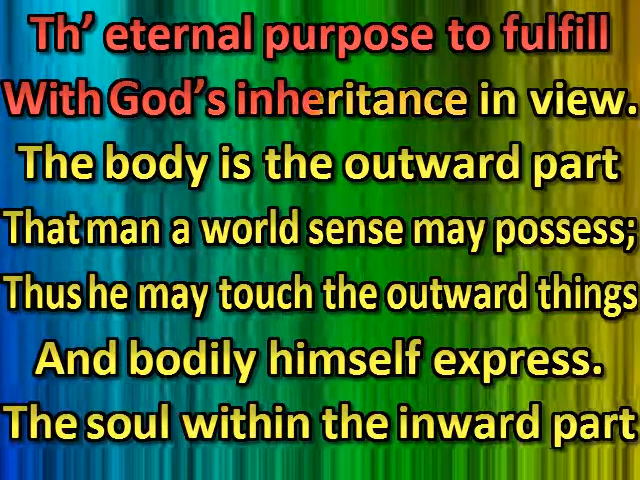 Th’ eternal purpose to fulfill
With God’s inheritance in view.
The body is the outward part
That man a world sense may possess;
Thus he may touch the outward things
And bodily himself express.
The soul within the inward part